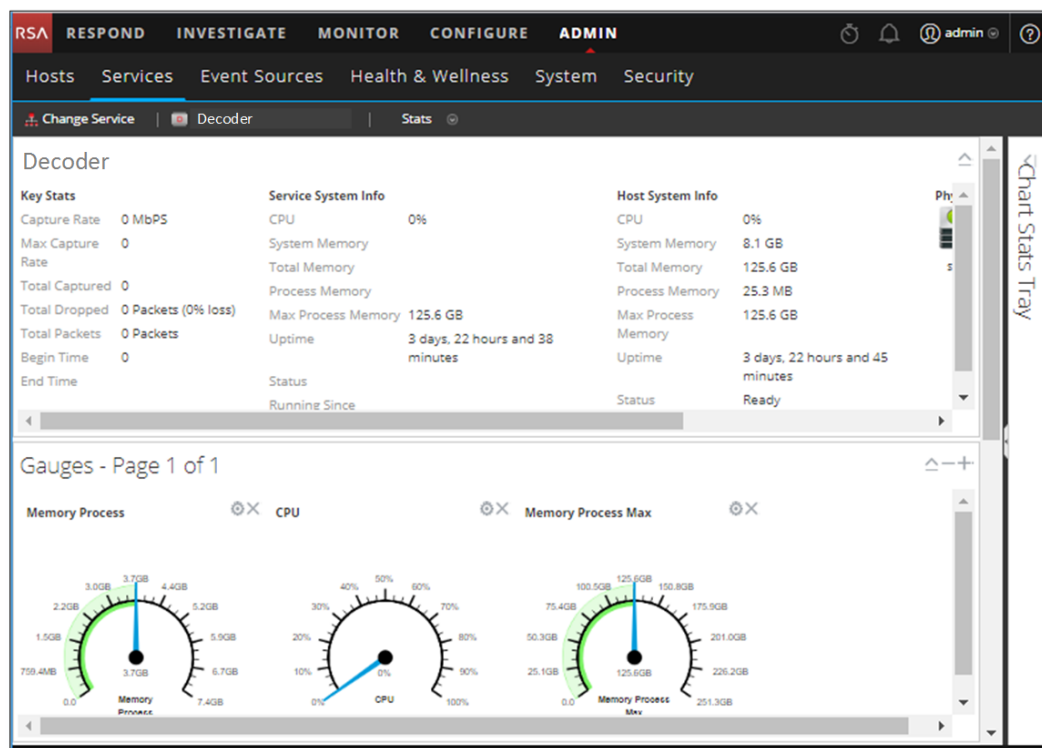 RSA RESPOND INVESTIGATE MONITOR CONFIGURE ADMIN admin ?
Hosts Services Event Sources Health & Wellness System Security
Change Service | Decoder | Stats
Decoder
Key Stats
Capture Rate 0 MbPS
Max Capture Rate 0
Total Captured 0
Total Dropped 0 Packets (0% loss)
Total Packets 0 Packets
Begin Time 0
End Time
Service System Info
CPU 0%
System Memory
Total Memory
Process Memory
Max Process Memory 125.6 GB
Uptime 3 days, 22 hours and 38
minutes
Status
Running Since
Host System Info
CPU 0%
System Memory 8.1 GB
Total Memory 125.6 GB
Process Memory 25.3 MB
Max Process
Memory 125.6 GB
Uptime 3 days, 22 hours and 45
minutes
Status Ready
Chart Stats Tray
Gauges - Page 1 of 1
Memory Process
0.0
759.4MB
1.5GB
2.2GB
3.0GB
3.7GB
4.4GB
5.2GB
5.9GB
6.7GB
7.4GB
3.7GB
Memory
Process
CPU
0%
10%
20%
30%
40%
50%
60%
70%
80%
90%
100%
0%
CPU
Memory Process Max
0.0
25.1GB
50.3GB
75.4GB
100.5GB
125.6GB
150.8GB
175.9GB
201.0GB
226.2GB
251.3GB
125.6GB
Memory Process
Max